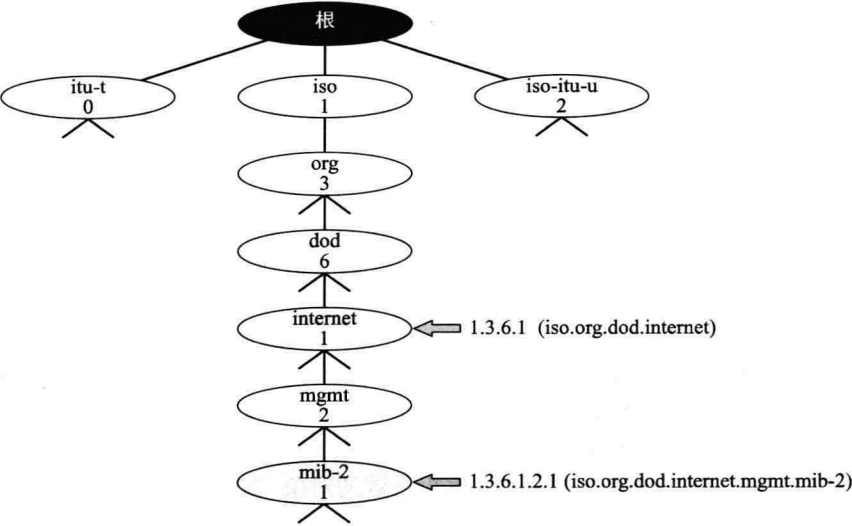 根
itu-t
0
iso
1
iso-itu-u
2
org
3
dod
6
internet
1
1.3.6.1 (iso.org.dod.internet)
mgmt
2
mib-2
1
1.3.6.1.2.1 (iso.org.dod.internet.mgmt.mib-2)